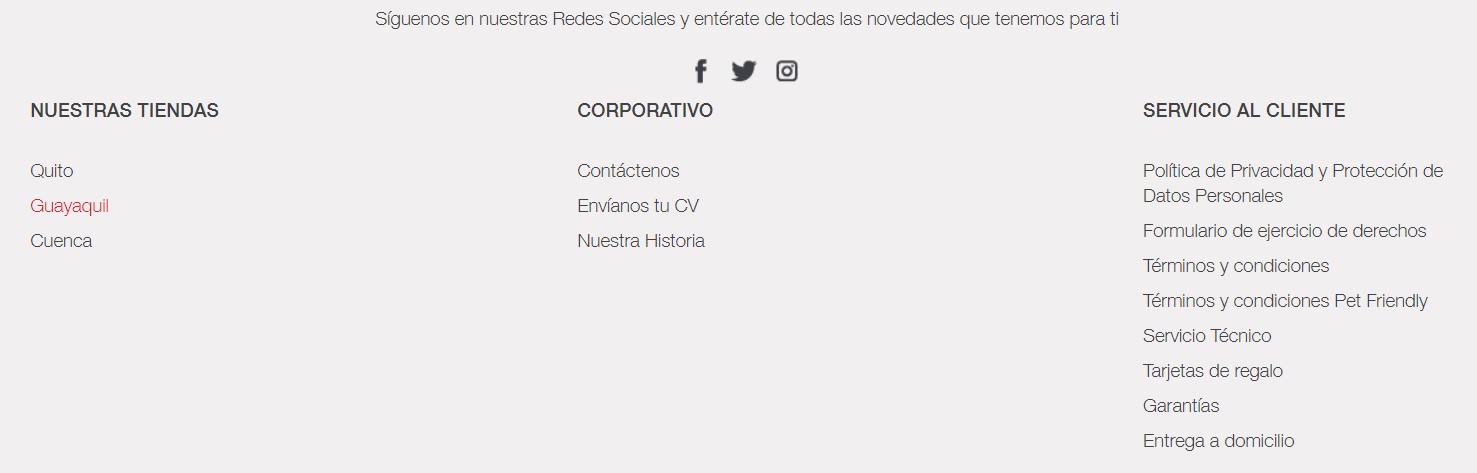 Síguenos en nuestras Redes Sociales y entérate de todas las novedades que tenemos para ti
NUESTRAS TIENDAS
Quito
Guayaquil
Cuenca
CORPORATIVO
Contáctenos
Envíanos tu CV
Nuestra Historia
SERVICIO AL CLIENTE
Política de Privacidad y Protección de
Datos Personales
Formulario de ejercicio de derechos
Términos y condiciones
Términos y condiciones Pet Friendly
Servicio Técnico
Tarjetas de regalo
Garantías
Entrega a domicilio